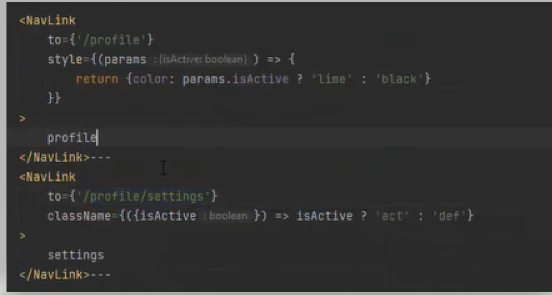 <NavLink
to={'/profile'}
style={(params : {isActive: boolean} ) => {
return {color: params.isActive ? 'lime' : 'black'}
}}
>
profile
</NavLink>---
<NavLink
to={'/profile/settings'}
className={({isActive : boolean }) => isActive ? 'act' : 'def'}
>
settings
</NavLink>---